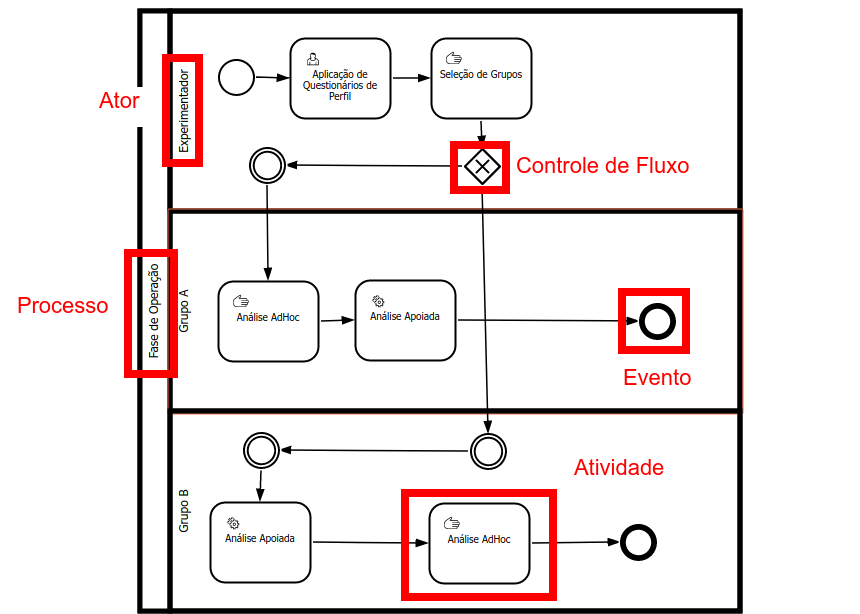 Ator
Experimentador
Aplicação de
Questionários de
Perfil
Seleção de Grupos
Controle de Fluxo
Processo
Fase de Operação
Grupo A
Análise AdHoc
Análise Apoiada
Evento
Atividade
Grupo B
Análise Apoiada
Análise AdHoc